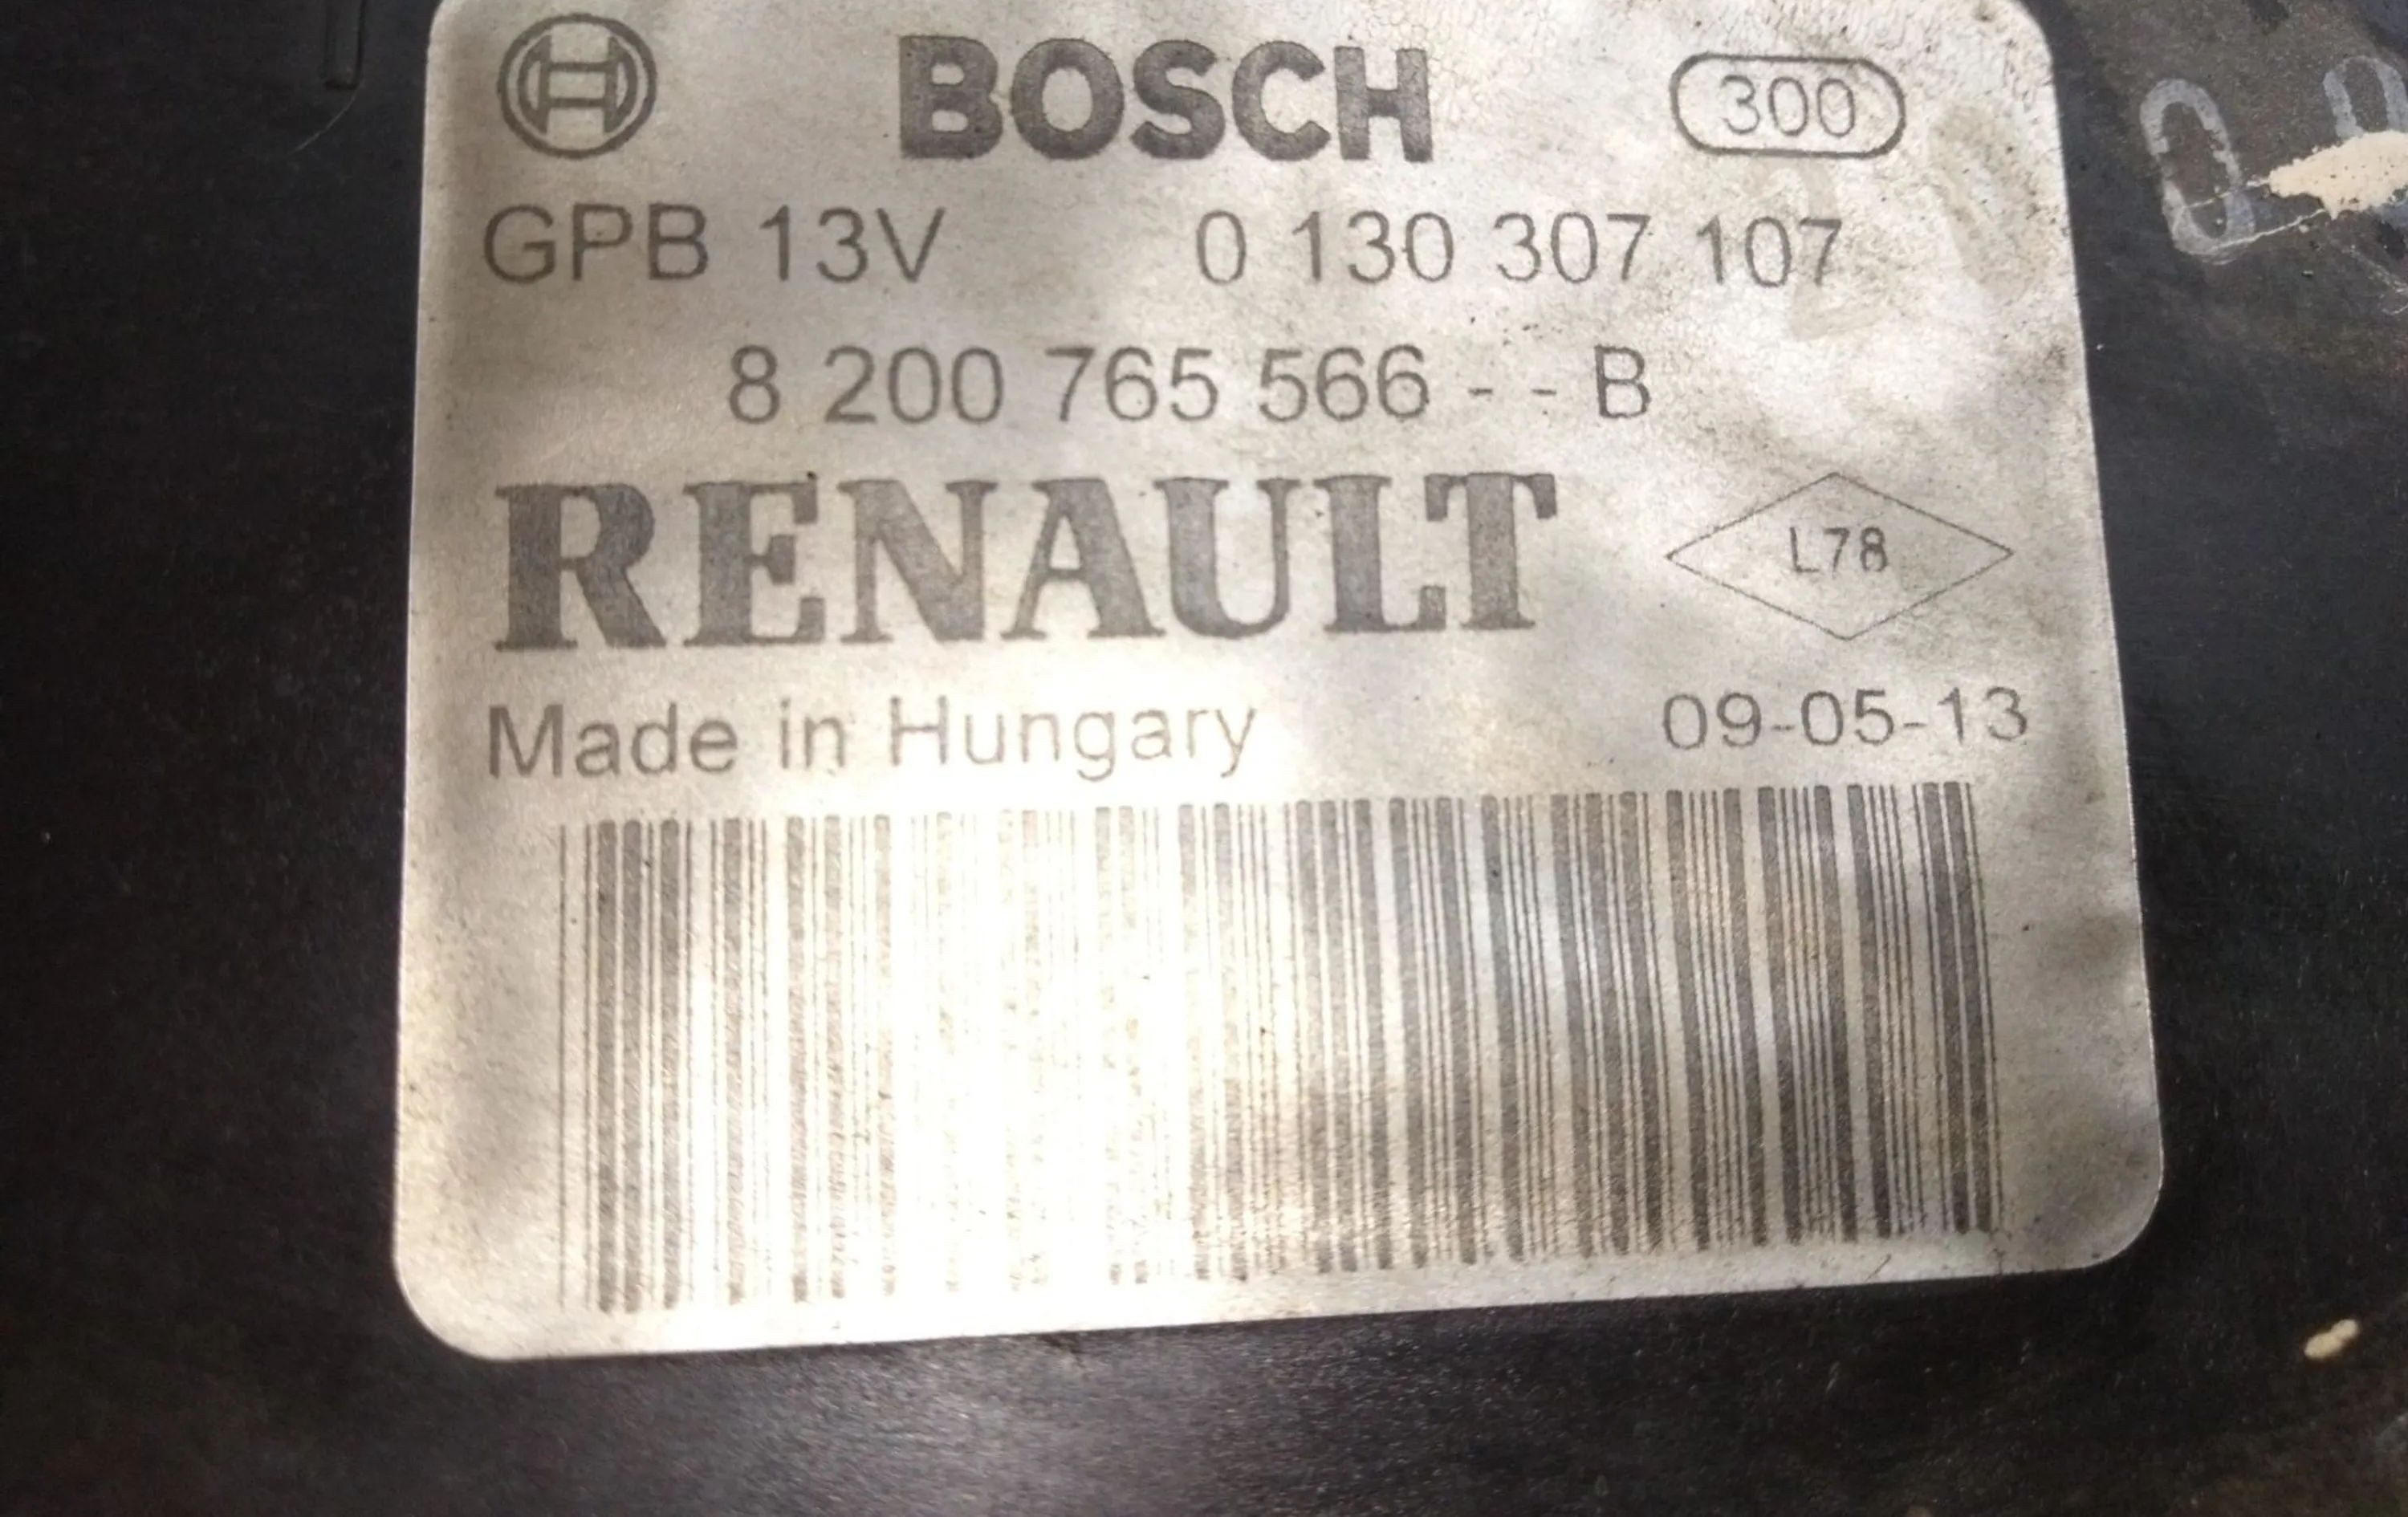 BOSCH 300
GPB 13V 0 130 307 107
8 200 765 566 - - B
RENAULT L78
Made in Hungary 09-05-13